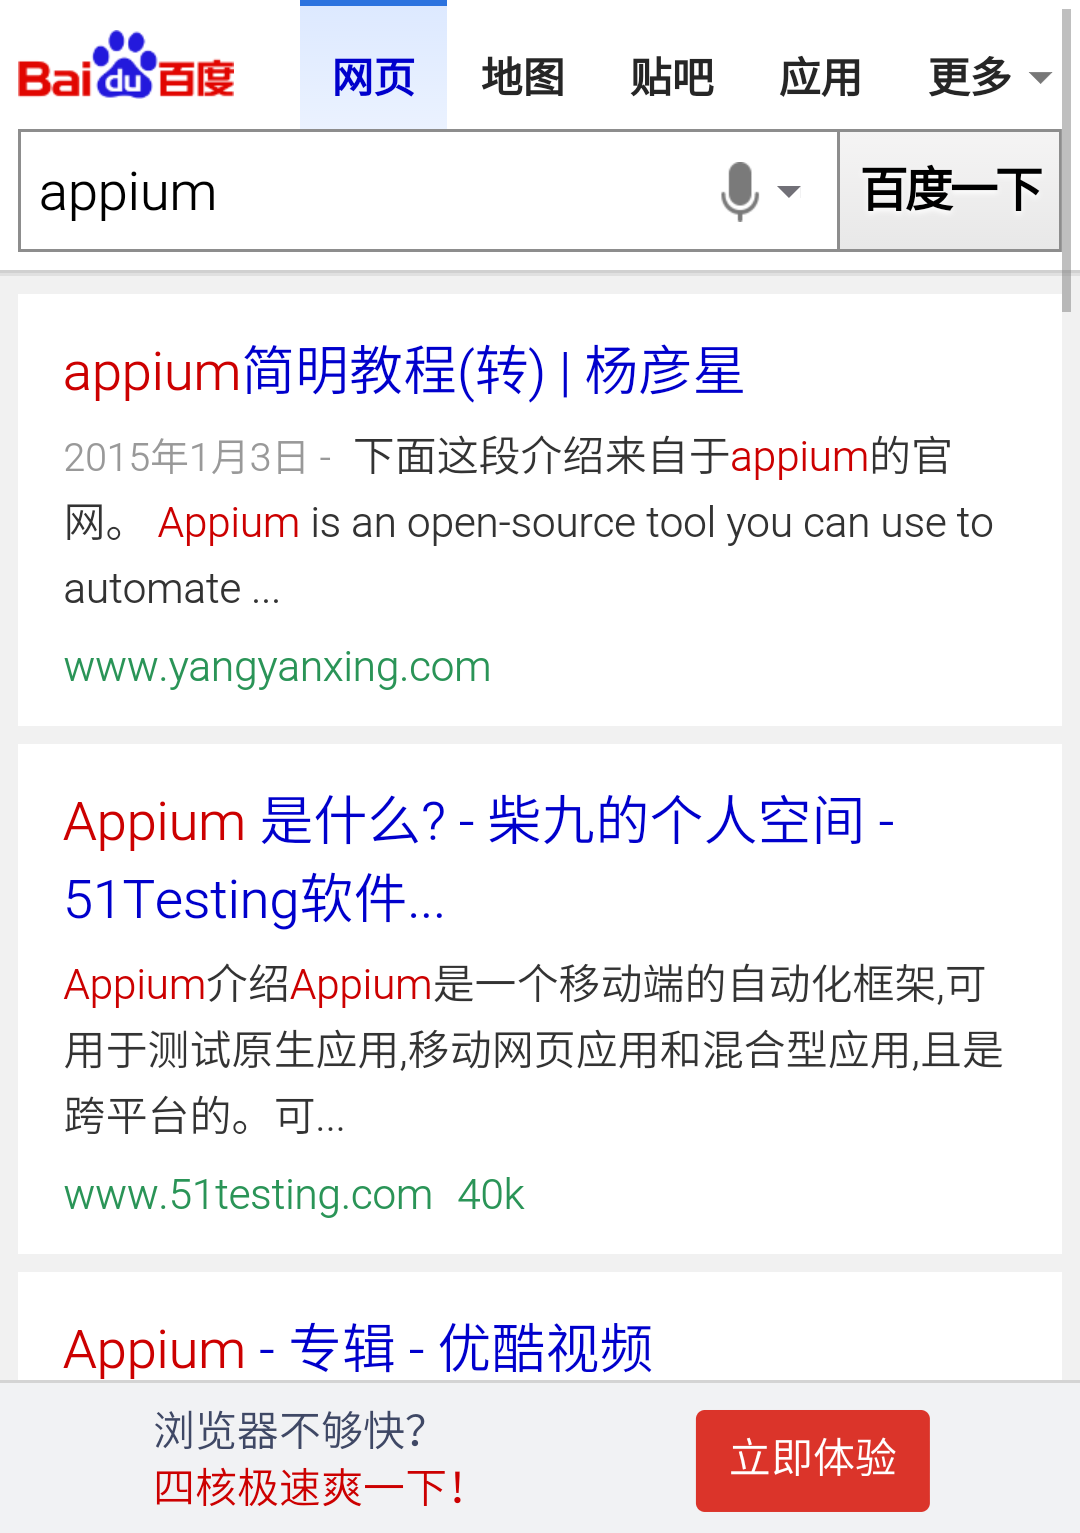 Bai du 百度
网页 地图 贴吧 应用 更多
appium 百度一下
appium简明教程(转) | 杨彦星
2015年1月3日 - 下面这段介绍来自于appium的官
网。 Appium is an open-source tool you can use to
automate ...
www.yangyanxing.com
Appium 是什么? - 柴九的个人空间 -
51Testing软件...
Appium介绍Appium是一个移动端的自动化框架,可
用于测试原生应用,移动网页应用和混合型应用,且是
跨平台的。可...
www.51testing.com 40k
Appium - 专辑 - 优酷视频
浏览器不够快?
四核极速爽一下!
立即体验